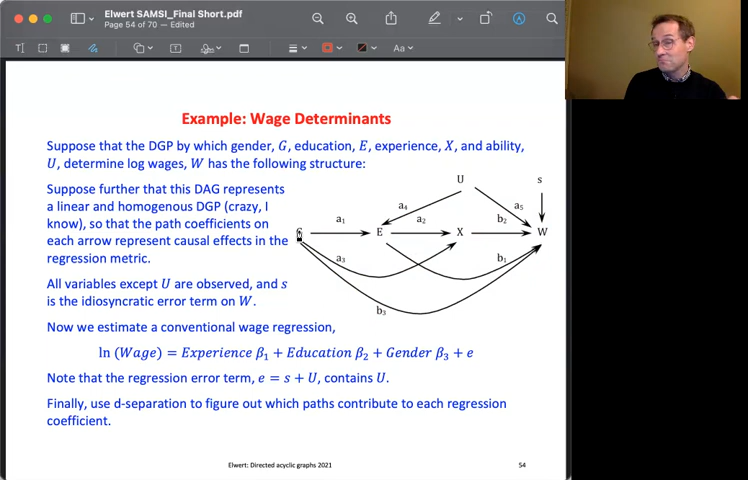 Elwert SAMSI_Final Short.pdf
Page 54 of 70 — Edited
Aa
Example: Wage Determinants
Suppose that the DGP by which gender, G, education, E, experience, X, and ability,
U, determine log wages, W has the following structure:
Suppose further that this DAG represents
a linear and homogenous DGP (crazy, I
know), so that the path coefficients on
each arrow represent causal effects in the
regression metric.
All variables except U are observed, and s
is the idiosyncratic error term on W.
U
s
a₄
a₅
a₁
a₂
b₂
E
X
W
a₃
b₁
b₃
Now we estimate a conventional wage regression,
ln (Wage) = Experience β₁ + Education β₂ + Gender β₃ + e
Note that the regression error term, e = s + U, contains U.
Finally, use d-separation to figure out which paths contribute to each regression
coefficient.
Elwert: Directed acyclic graphs 2021
54